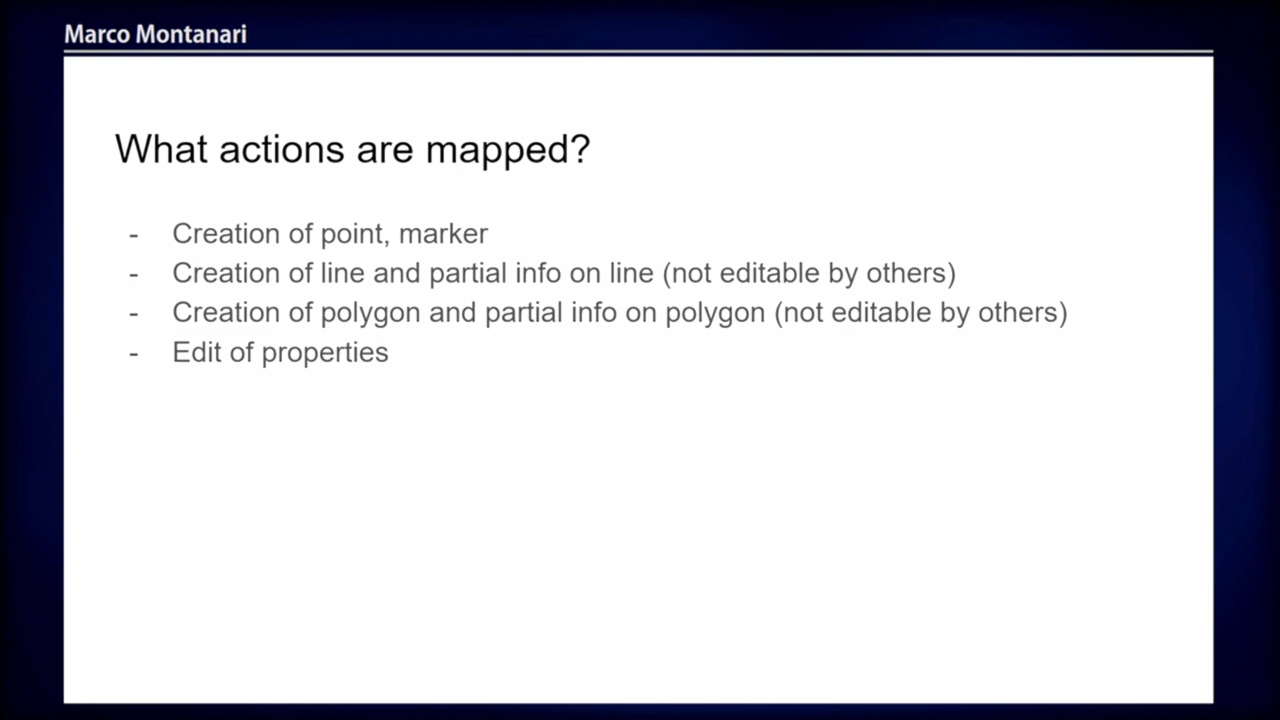 Marco Montanari
What actions are mapped?
- Creation of point, marker
- Creation of line and partial info on line (not editable by others)
- Creation of polygon and partial info on polygon (not editable by others)
- Edit of properties